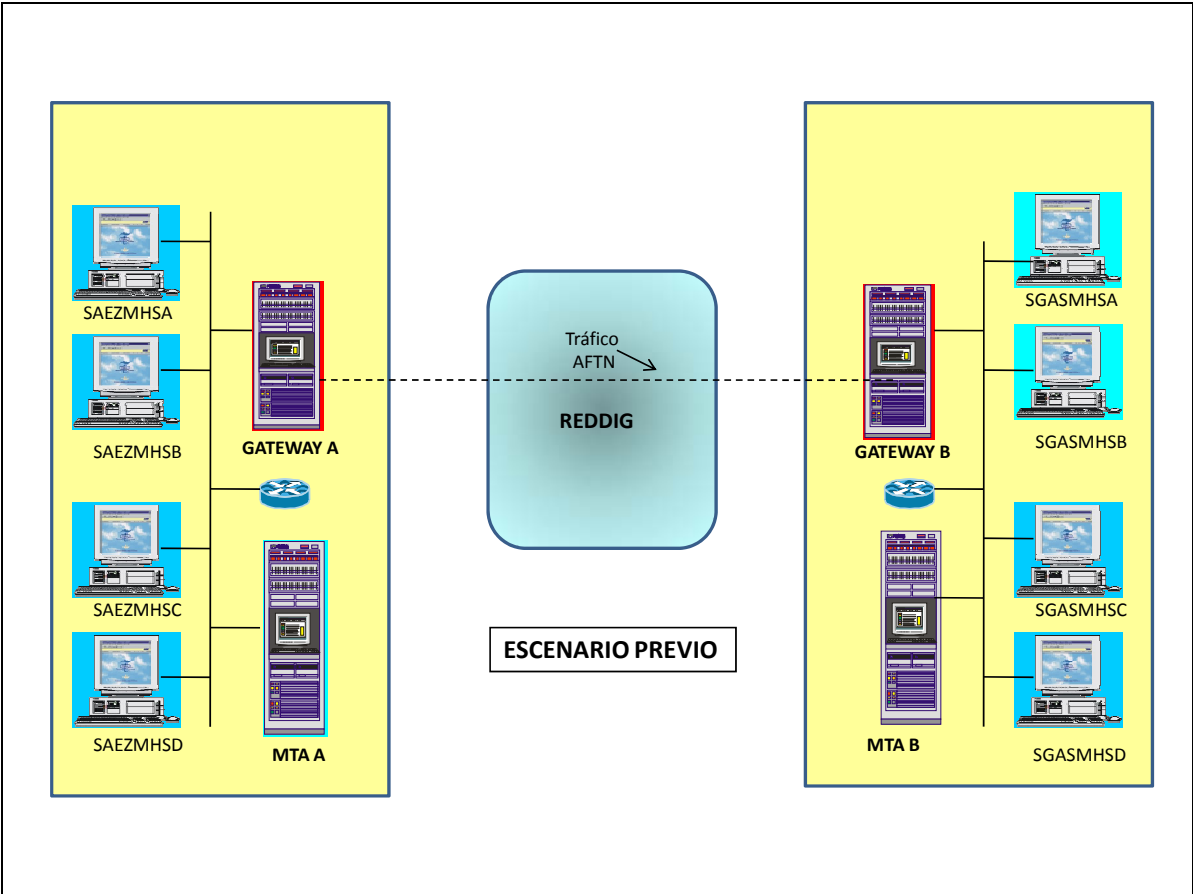 SAEZMHSA
SAEZMHSB
SAEZMHSC
SAEZMHSD
GATEWAY A
MTA A
Tráfico
AFTN
REDDIG
ESCENARIO PREVIO
GATEWAY B
MTA B
SGASMHSA
SGASMHSB
SGASMHSC
SGASMHSD